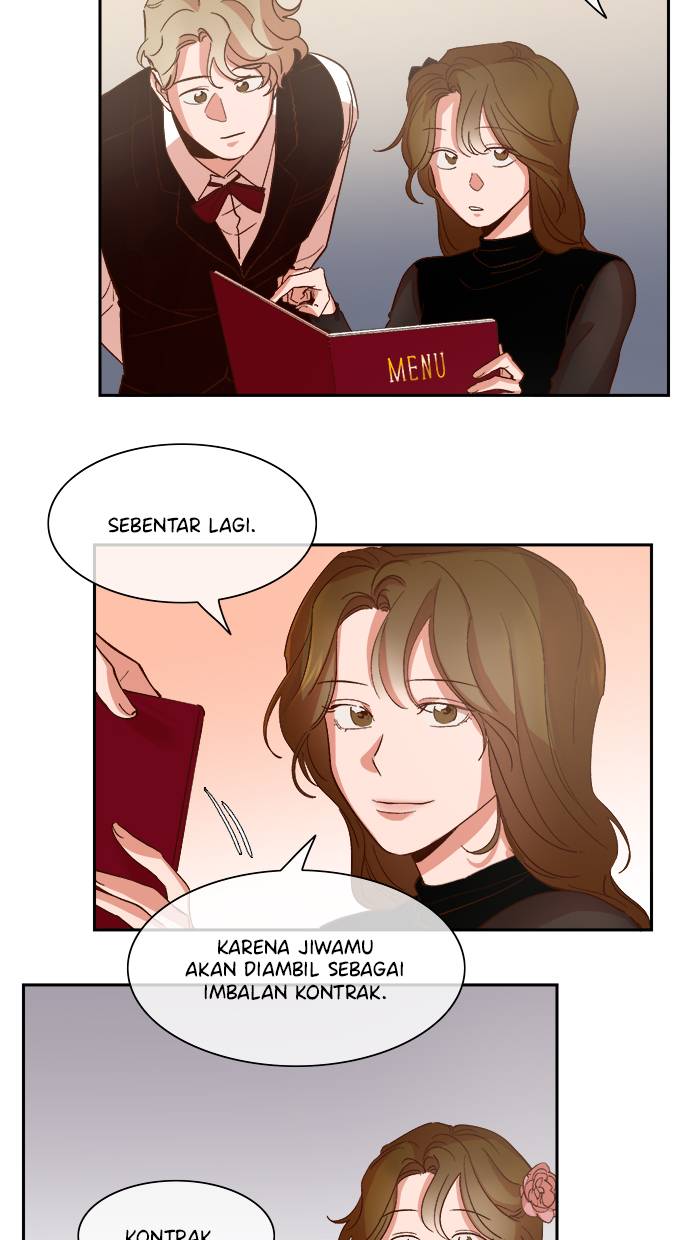 MENU
SEBENTAR LAGI.
KARENA JIWAMU
AKAN DIAMBIL SEBAGAI
IMBALAN KONTRAK.
KONTRAK